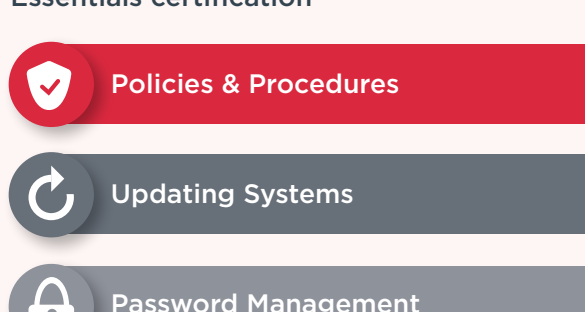 Essentials certification
Policies & Procedures
Updating Systems
Password Management